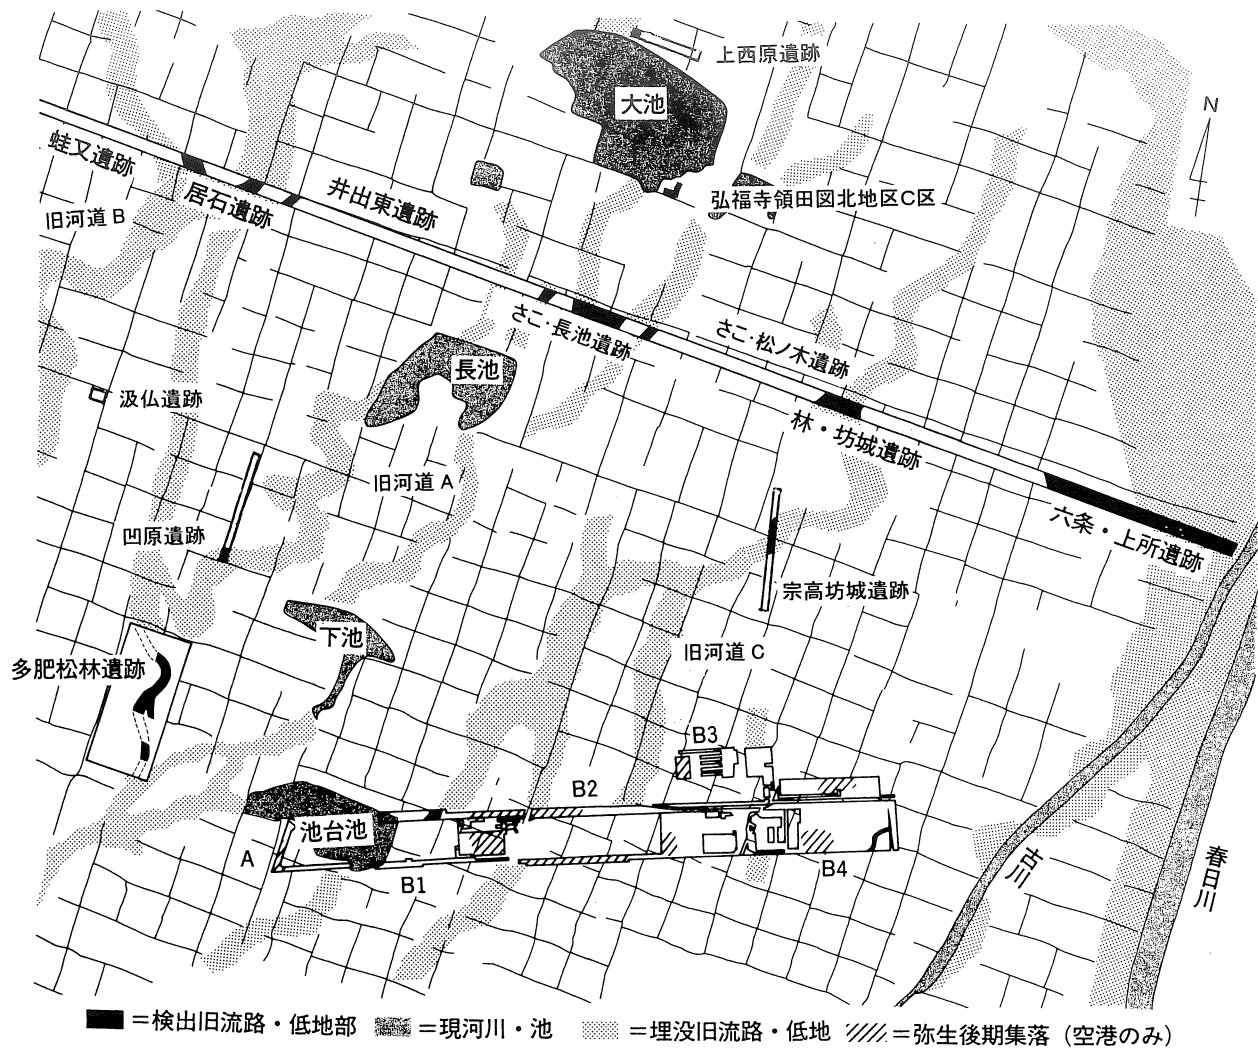 上西原遺跡
大池
N
蛙又遺跡
居石遺跡
井出東遺跡
弘福寺領田図北地区C区
旧河道B
さこ・長池遺跡
さこ・松ノ木遺跡
長池
汲仏遺跡
林・坊城遺跡
旧河道A
凹原遺跡
六条・上所遺跡
宗高坊城遺跡
下池
旧河道C
多肥松林遺跡
B3
B2
池台池
A
B1
B4
古川
春日川
=検出旧流路・低地部 =現河川・池 =埋没旧流路・低地 =弥生後期集落(空港のみ)